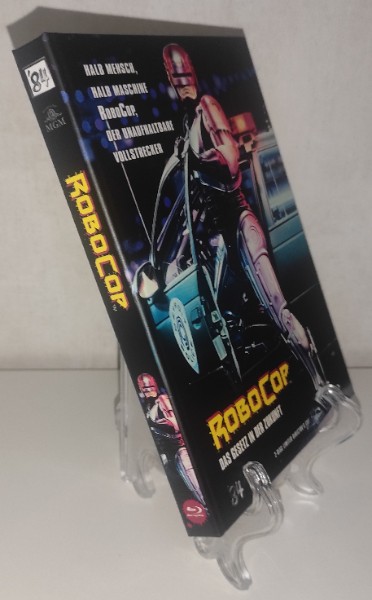 '84
MGM
ROBOCOP
HALB MENSCH,
HALB MASCHINE
ROBOCOP,
DER UNAUFHALTBARE
VOLLSTRECKER
ROBOCOP
DAS GESETZ IN DER ZUKUNFT
'84